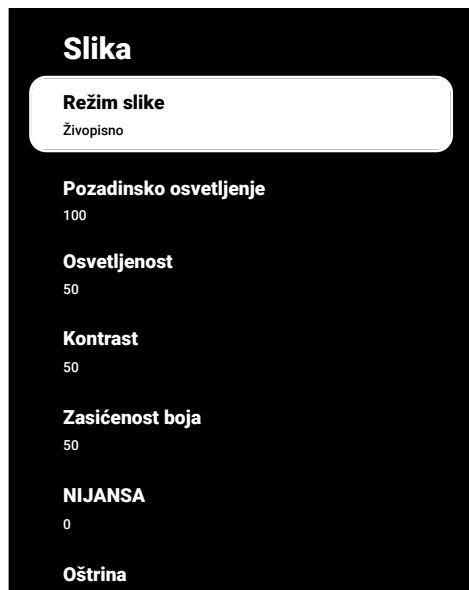 Slika
Režim slike
Živopisno
Pozadinsko osvetljenje
100
Osvetljenost
50
Kontrast
50
Zasićenost boja
50
NIJANSA
0
Oštrina